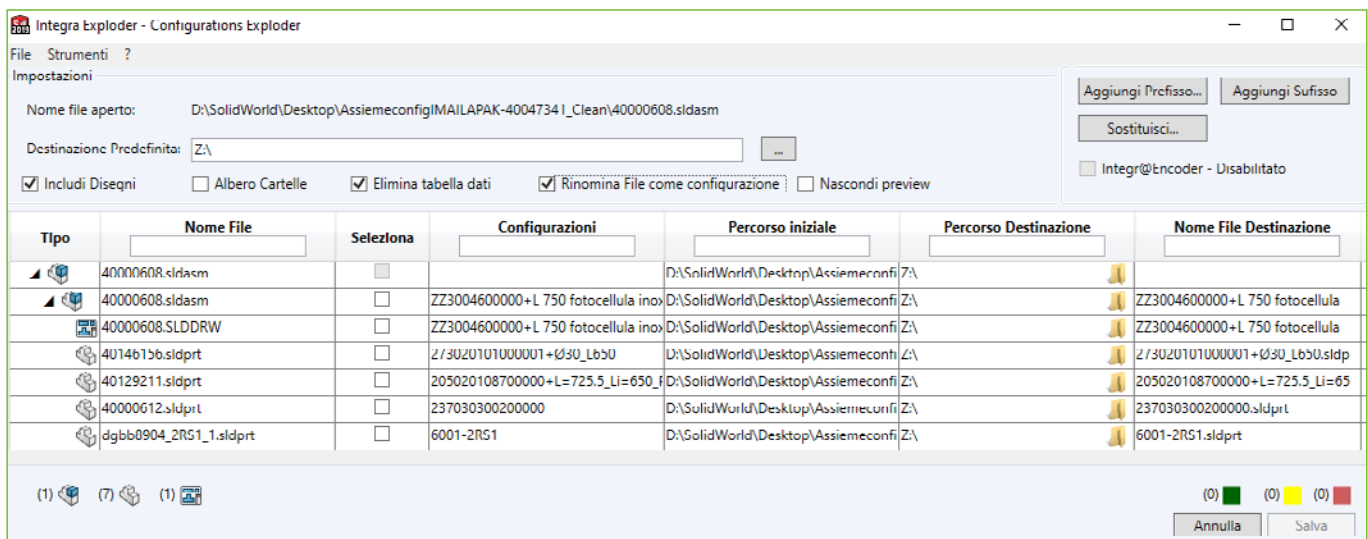 Integra Exploder - Configurations Exploder
File Strumenti ?
Impostazioni
Nome file aperto: D:\SolidWorld\Desktop\AssiemeconfigIMAILAPAK-40047341_Clean\40000608.sldasm
Aggiungi Prefisso... Aggiungi Sufisso
Destinazione Predefinita: Z:\ ...
Sostituisci...
Includi Disegni Albero Cartelle Elimina tabella dati Rinomina File come configurazione Nascondi preview
Integr@Encoder - Disabilitato
Tipo Nome File Seleziona Configurazioni Percorso iniziale Percorso Destinazione Nome File Destinazione
40000608.sldasm D:\SolidWorld\Desktop\Assiemeconfi Z:\
40000608.sldasm ZZ3004600000+L 750 fotocellula inox D:\SolidWorld\Desktop\Assiemeconfi Z:\ ZZ3004600000+L 750 fotocellula
40000608.SLDDRW ZZ3004600000+L 750 fotocellula inox D:\SolidWorld\Desktop\Assiemeconfi Z:\ ZZ3004600000+L 750 fotocellula
40146156.sldprt 273020101000001+Ø30_L650 D:\SolidWorld\Desktop\Assiemeconfi Z:\ 273020101000001+Ø30_L650.sldp
40129211.sldprt 205020108700000+L=725.5_Li=650_ D:\SolidWorld\Desktop\Assiemeconfi Z:\ 205020108700000+L=725.5_Li=65
40000612.sldprt 237030300200000 D:\SolidWorld\Desktop\Assiemeconfi Z:\ 237030300200000.sldprt
dgbb0904_2RS1_1.sldprt 6001-2RS1 D:\SolidWorld\Desktop\Assiemeconfi Z:\ 6001-2RS1.sldprt
(1) (7) (1) (0) (0) (0)
Annulla Salva